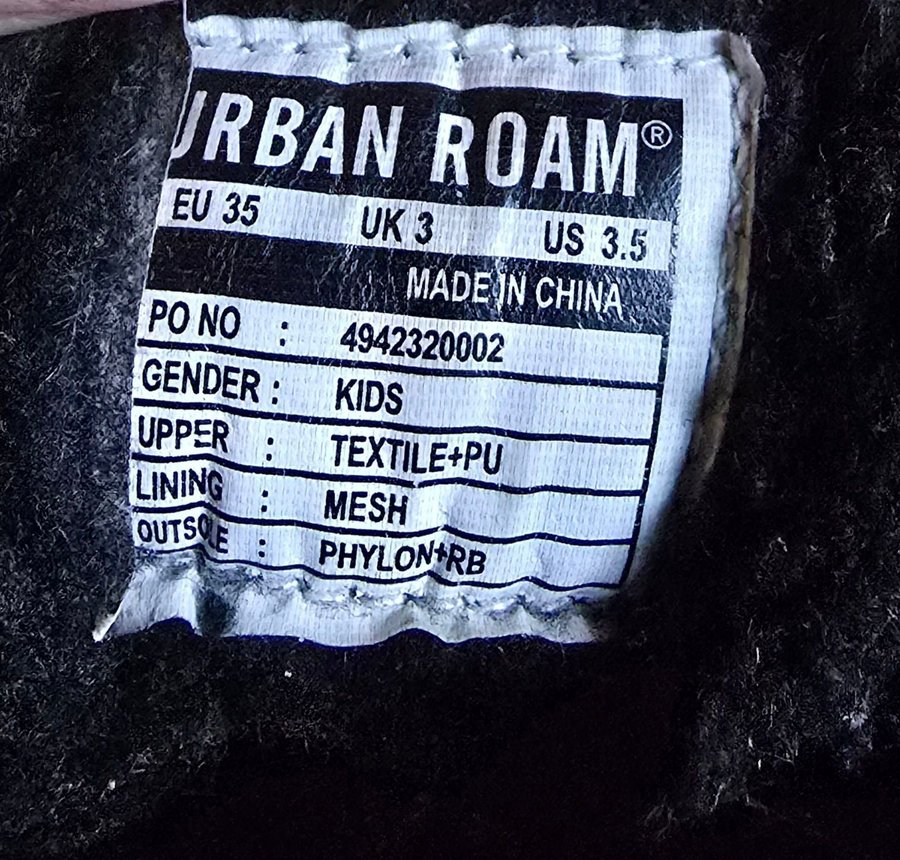 URBAN ROAM®
EU 35 UK 3 US 3.5
MADE IN CHINA
PO NO : 4942320002
GENDER : KIDS
UPPER : TEXTILE+PU
LINING : MESH
OUTSOLE : PHYLON+RB